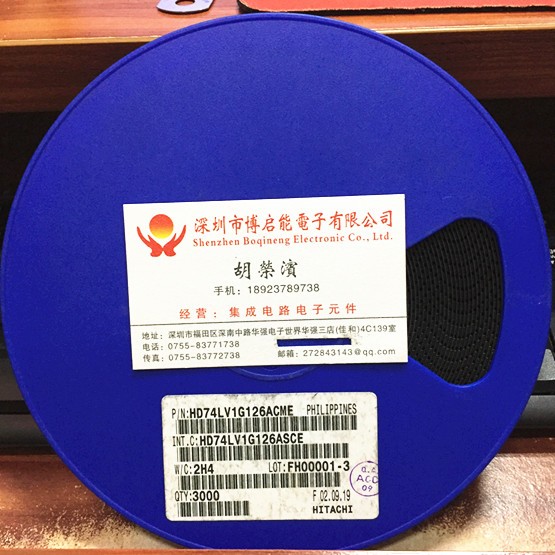 深圳市博启能電子有限公司
Shenzhen Boqineng Electronic Co., Ltd.
胡榮濱
手机：18923789738
经营：集成电路电子元件
地址：深圳市福田区深南中路华强电子世界华强三店(佳和)4C139室
电话：0755-83771738
传真：0755-83772738 邮箱：272843143@qq.com
P/N:HD74LV1G126ACME PHILIPPINES
INT.C:HD74LV1G126ASCE
W/C:2H4 LOT:FH00001-3
QTY:3000 F 02.09.19
HITACHI
Q.C.
AGD
09